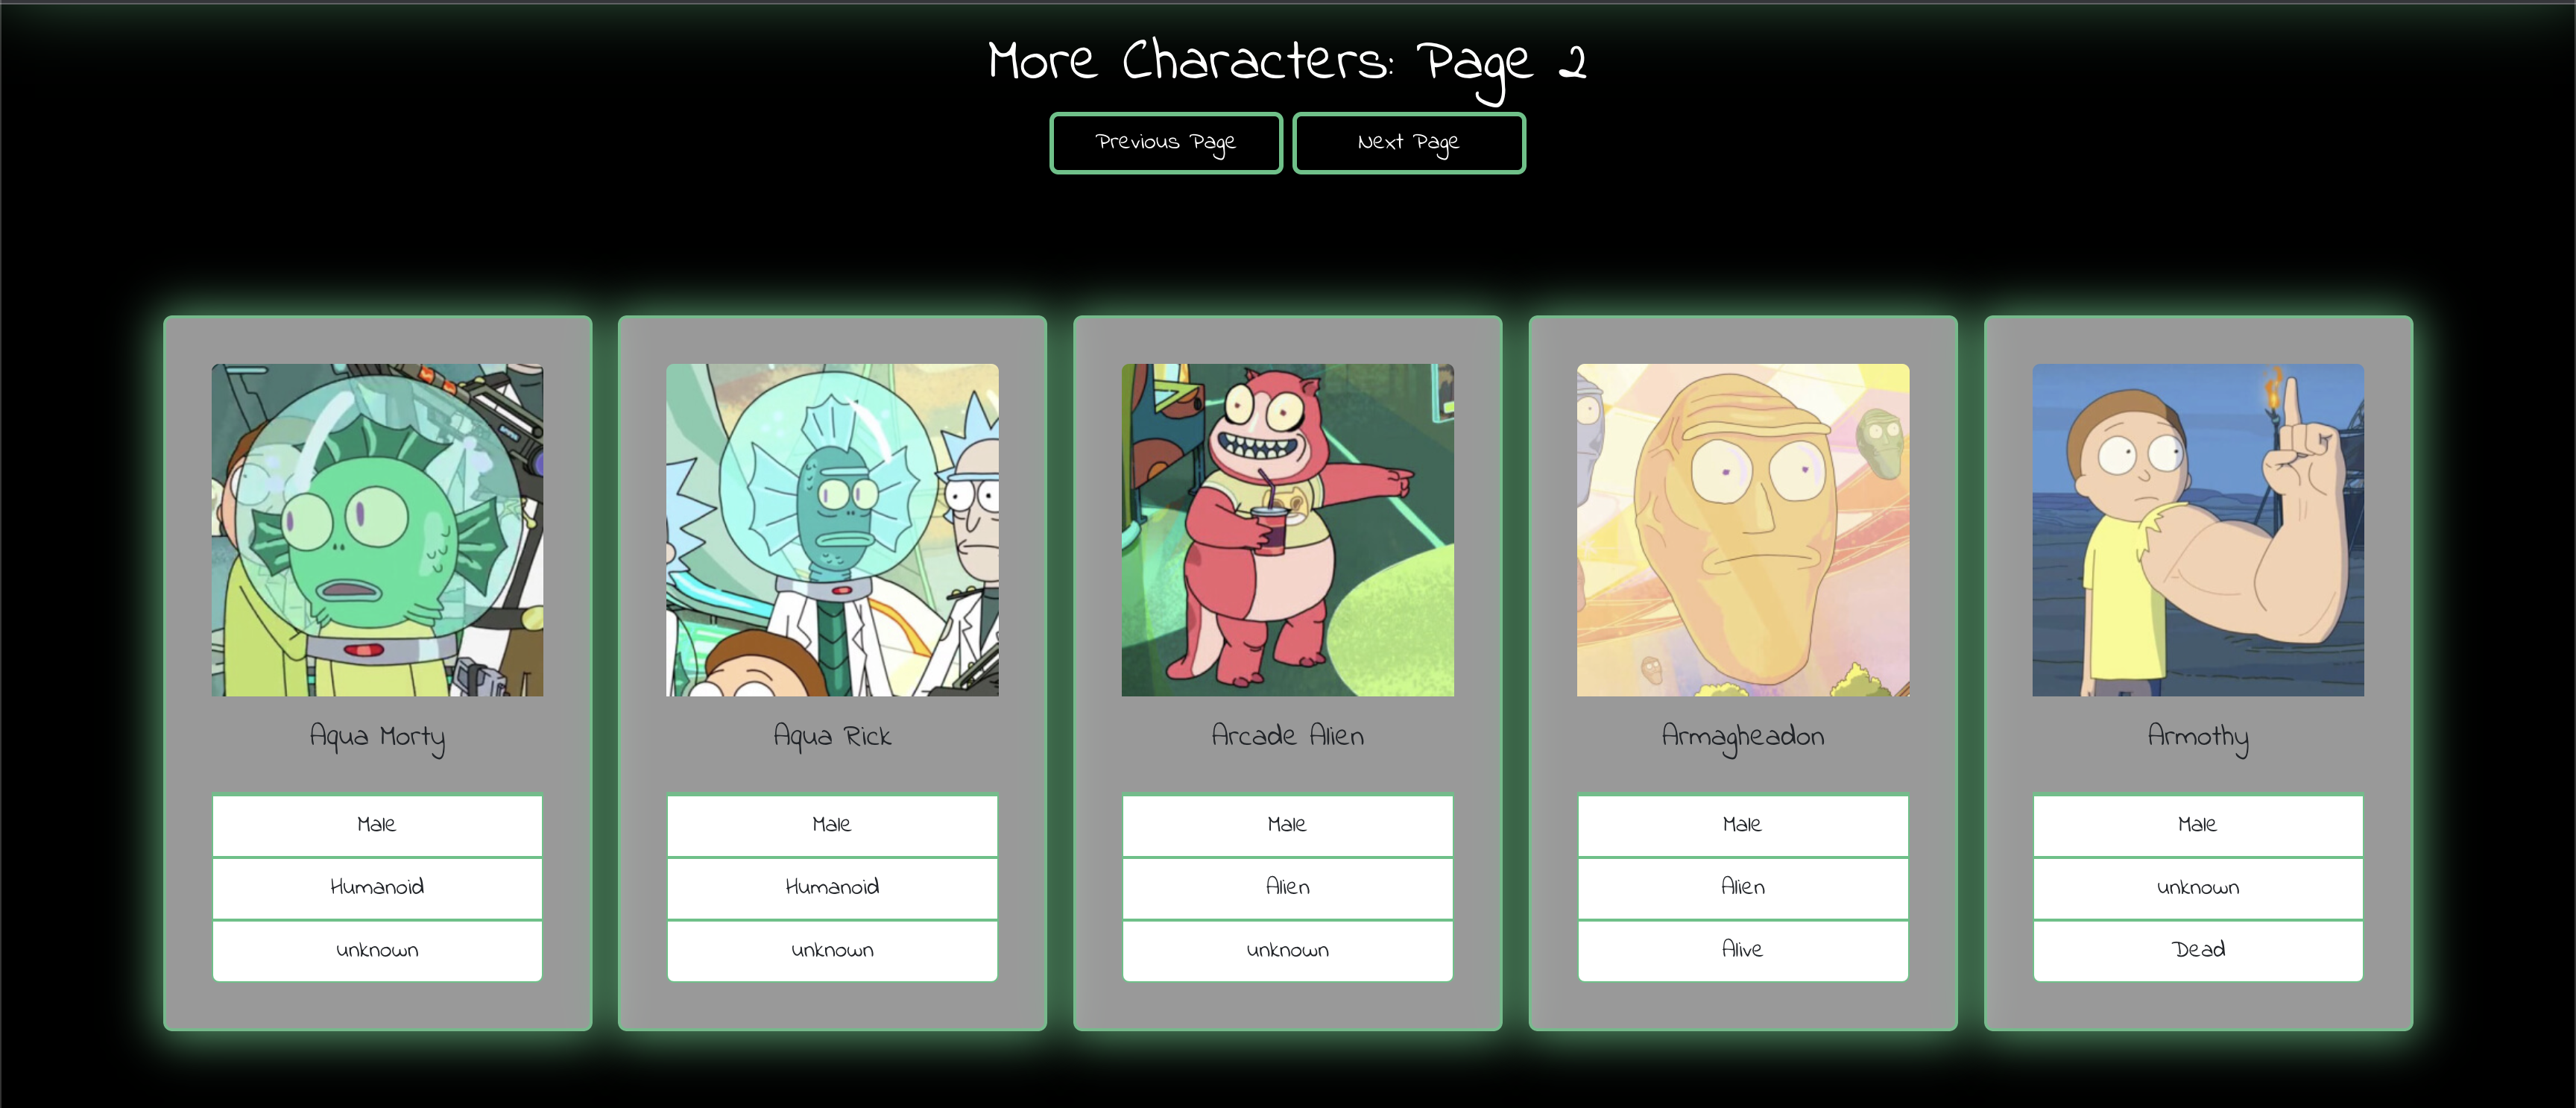 More Characters: Page 2
Previous Page
Next Page
Aqua Morty
Male
Humanoid
unknown
Aqua Rick
Male
Humanoid
unknown
Arcade Alien
Male
Alien
unknown
Armagheadon
Male
Alien
Alive
Armothy
Male
unknown
Dead